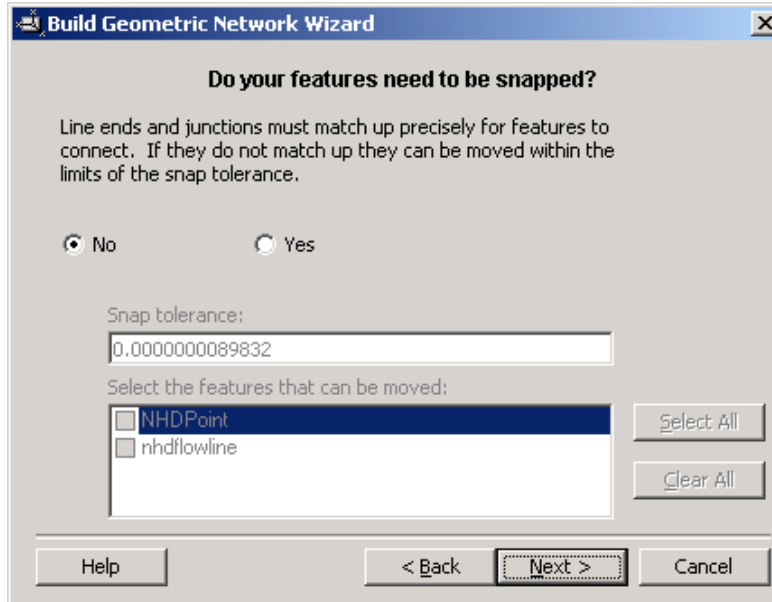 Build Geometric Network Wizard
Do your features need to be snapped?
Line ends and junctions must match up precisely for features to
connect. If they do not match up they can be moved within the
limits of the snap tolerance.
No Yes
Snap tolerance:
0.0000000089832
Select the features that can be moved:
NHDPoint
Select All
nhdflowline
Clear All
Help < Back Next > Cancel